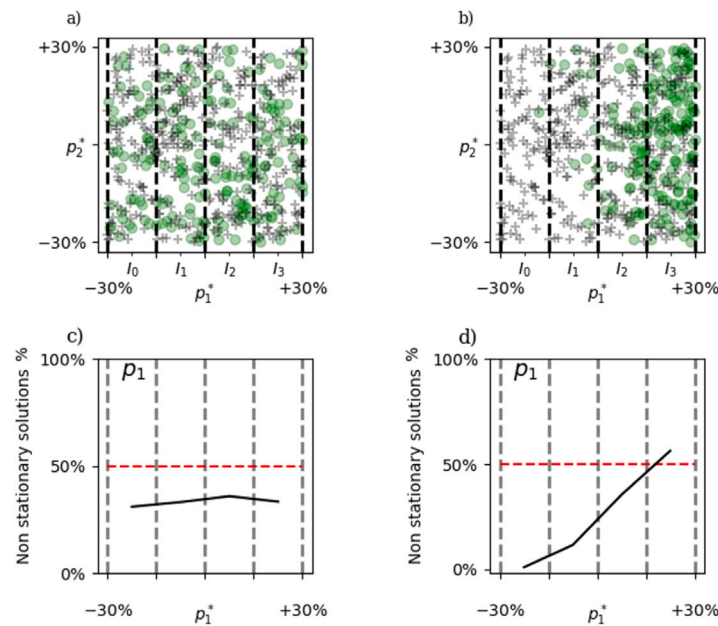 a)
+30%
p₂*
−30%
I₀ I₁ I₂ I₃
−30% +30%
p₁*
b)
+30%
p₂*
−30%
I₀ I₁ I₂ I₃
−30% +30%
p₁*
c)
Non stationary solutions %
100%
50%
0%
p₁
−30% p₁* +30%
d)
Non stationary solutions %
100%
50%
0%
p₁
−30% p₁* +30%